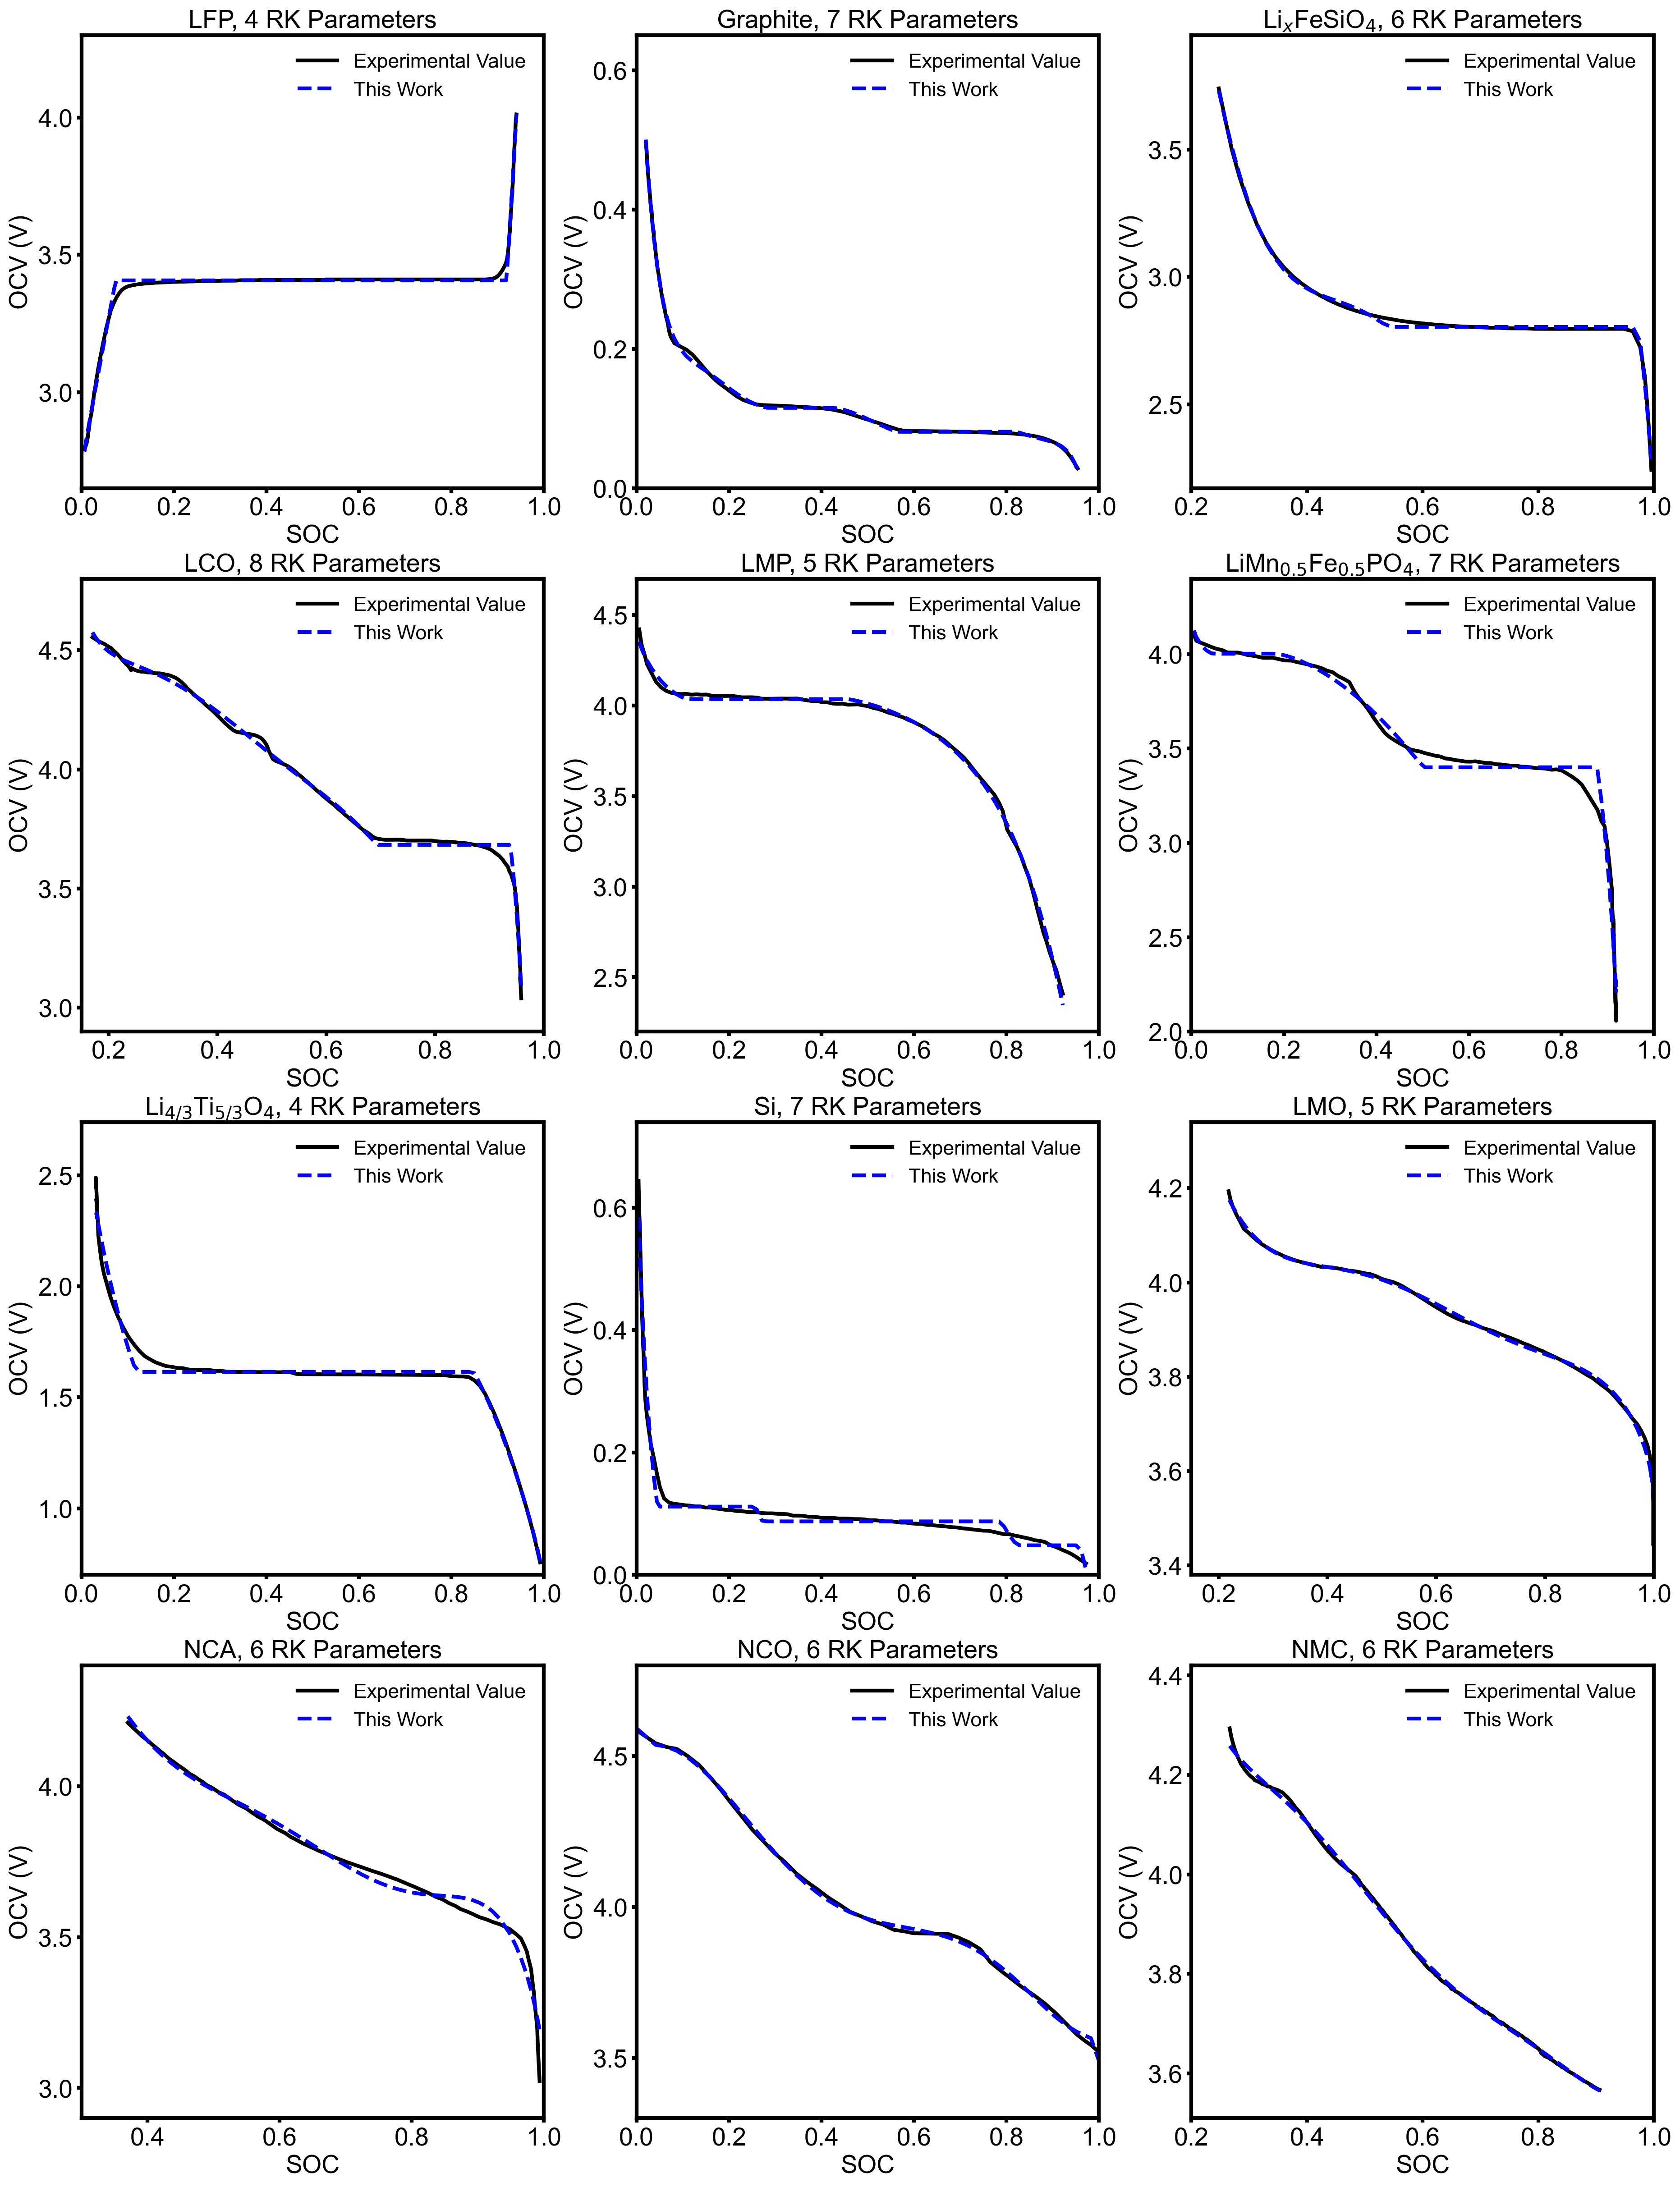 LFP, 4 RK Parameters
Experimental Value
This Work
4.0
3.5
3.0
OCV (V)
0.0 0.2 0.4 0.6 0.8 1.0
SOC
Graphite, 7 RK Parameters
Experimental Value
This Work
0.6
0.4
0.2
0.0
OCV (V)
0.0 0.2 0.4 0.6 0.8 1.0
SOC
LiₓFeSiO₄, 6 RK Parameters
Experimental Value
This Work
3.5
3.0
2.5
OCV (V)
0.2 0.4 0.6 0.8 1.0
SOC
LCO, 8 RK Parameters
Experimental Value
This Work
4.5
4.0
3.5
3.0
OCV (V)
0.2 0.4 0.6 0.8 1.0
SOC
LMP, 5 RK Parameters
Experimental Value
This Work
4.5
4.0
3.5
3.0
2.5
OCV (V)
0.0 0.2 0.4 0.6 0.8 1.0
SOC
LiMn₀.₅Fe₀.₅PO₄, 7 RK Parameters
Experimental Value
This Work
4.0
3.5
3.0
2.5
2.0
OCV (V)
0.0 0.2 0.4 0.6 0.8 1.0
SOC
Li₄/₃Ti₅/₃O₄, 4 RK Parameters
Experimental Value
This Work
2.5
2.0
1.5
1.0
OCV (V)
0.0 0.2 0.4 0.6 0.8 1.0
SOC
Si, 7 RK Parameters
Experimental Value
This Work
0.6
0.4
0.2
0.0
OCV (V)
0.0 0.2 0.4 0.6 0.8 1.0
SOC
LMO, 5 RK Parameters
Experimental Value
This Work
4.2
4.0
3.8
3.6
3.4
OCV (V)
0.2 0.4 0.6 0.8 1.0
SOC
NCA, 6 RK Parameters
Experimental Value
This Work
4.0
3.5
3.0
OCV (V)
0.4 0.6 0.8 1.0
SOC
NCO, 6 RK Parameters
Experimental Value
This Work
4.5
4.0
3.5
OCV (V)
0.0 0.2 0.4 0.6 0.8 1.0
SOC
NMC, 6 RK Parameters
Experimental Value
This Work
4.4
4.2
4.0
3.8
3.6
OCV (V)
0.2 0.4 0.6 0.8 1.0
SOC